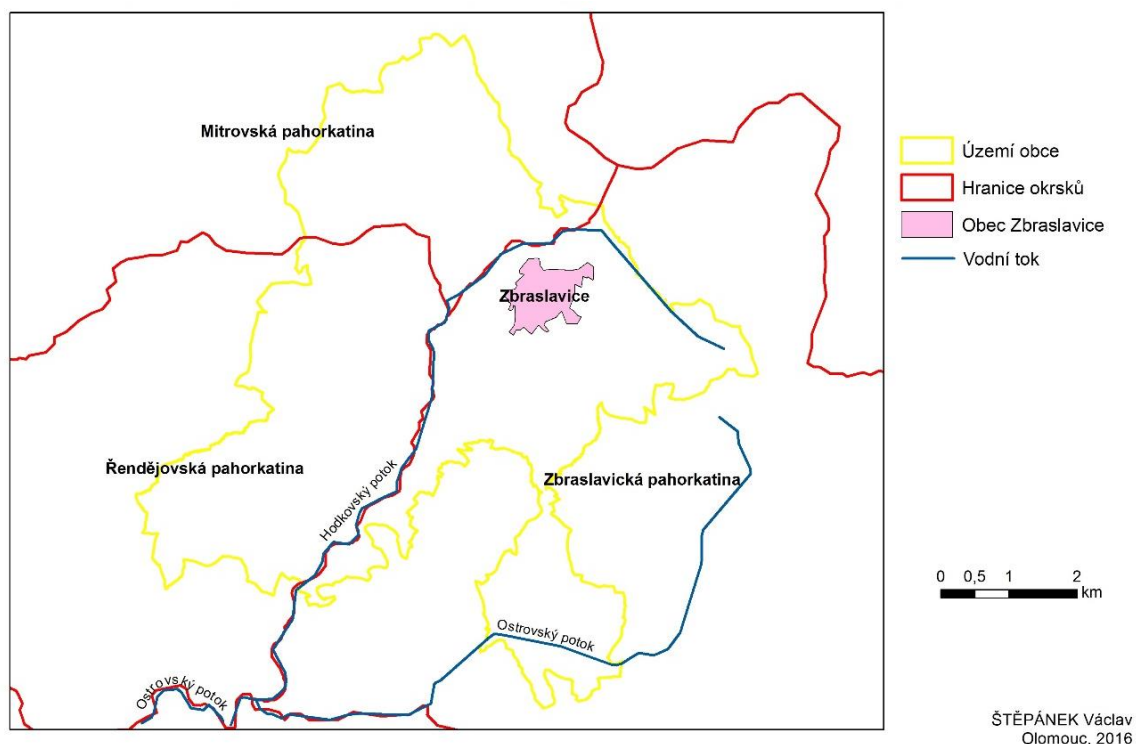 Mitrovská pahorkatina
Zbraslavice
Řendějovská pahorkatina
Hodkovský potok
Zbraslavická pahorkatina
Ostrovský potok
Ostrovský potok
Území obce
Hranice okrsků
Obec Zbraslavice
Vodní tok
0 0,5 1 2
km
ŠTĚPÁNEK Václav
Olomouc, 2016